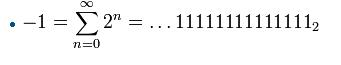 • −1 = ∑_{n=0}^{∞} 2^n = …11111111111111₂